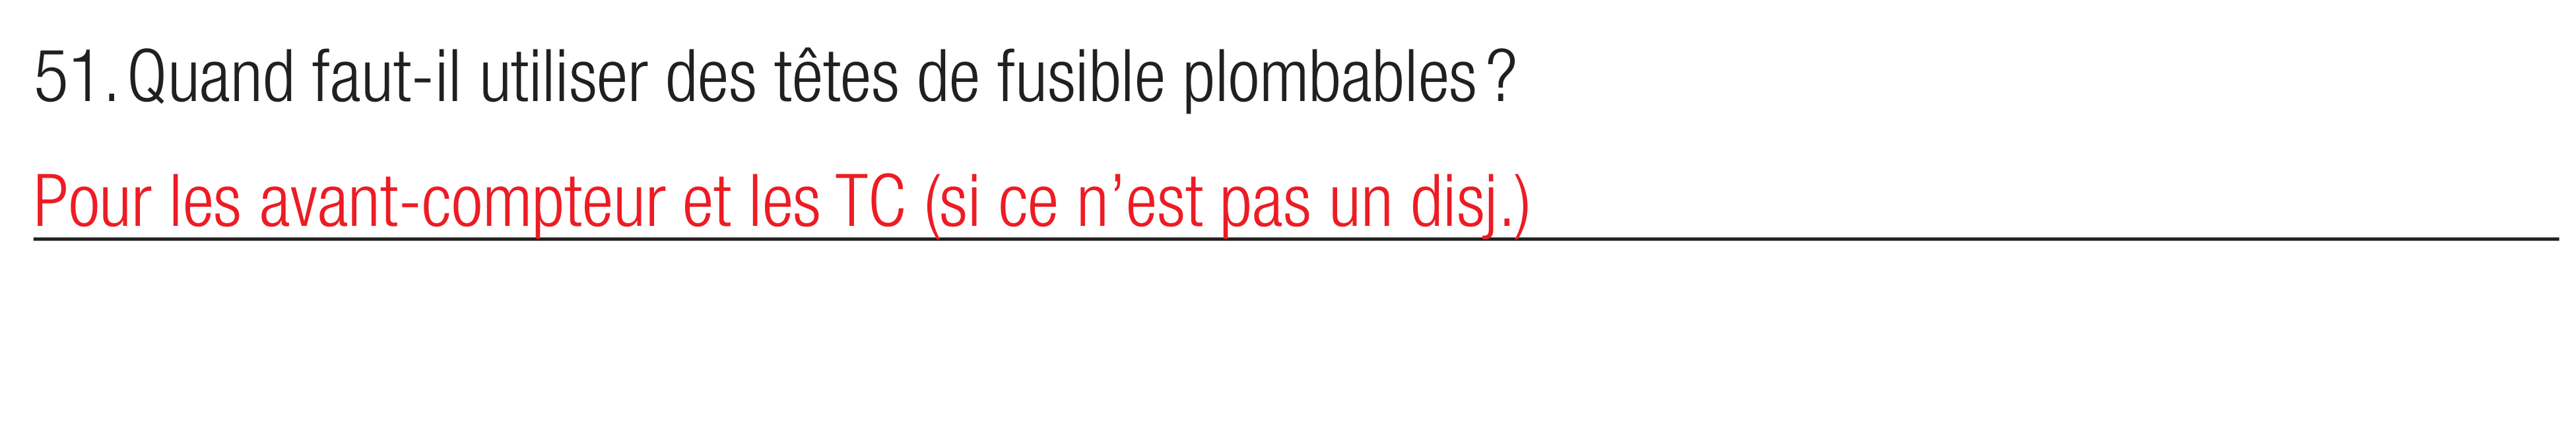 51. Quand faut-il utiliser des têtes de fusible plombables ?
Pour les avant-compteur et les TC (si ce n’est pas un disj.)